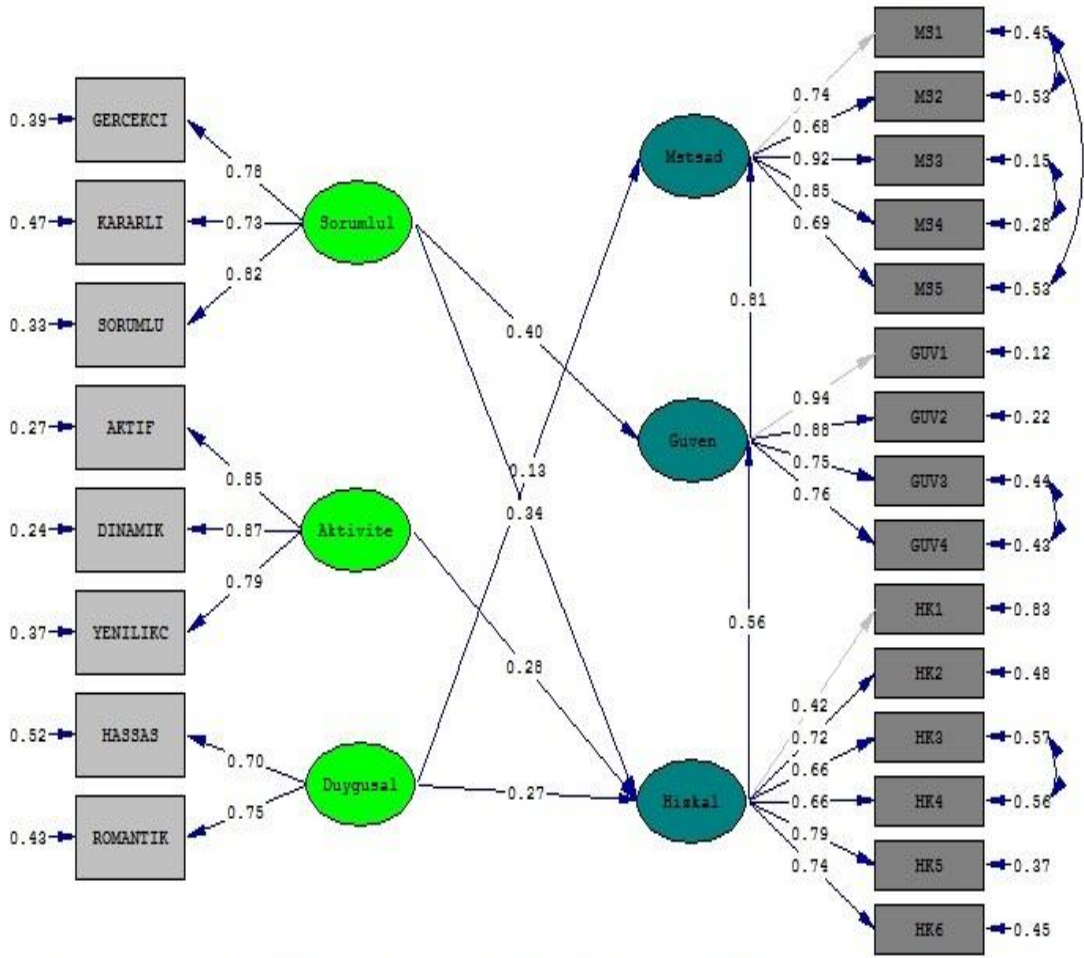 0.39
GERCEKCI
0.78
0.47
KARARLI
0.73
0.82
0.33
SORUMLU
Sorumlul
0.27
AKTIF
0.85
0.24
DINAMIK
0.87
0.79
0.37
YENILIKC
Aktivite
0.52
HASSAS
0.70
0.75
0.43
ROMANTIK
Duygusal
0.40
0.13
0.34
0.28
0.27
Mstsad
0.81
Guven
0.56
Hizkal
0.74
MS1
0.45
0.68
MS2
0.53
0.92
MS3
0.15
0.85
MS4
0.28
0.69
MS5
0.53
0.94
GUV1
0.12
0.88
GUV2
0.22
0.75
GUV3
0.44
0.76
GUV4
0.43
0.42
HK1
0.83
0.72
HK2
0.48
0.66
HK3
0.57
0.66
HK4
0.56
0.79
HK5
0.37
0.74
HK6
0.45